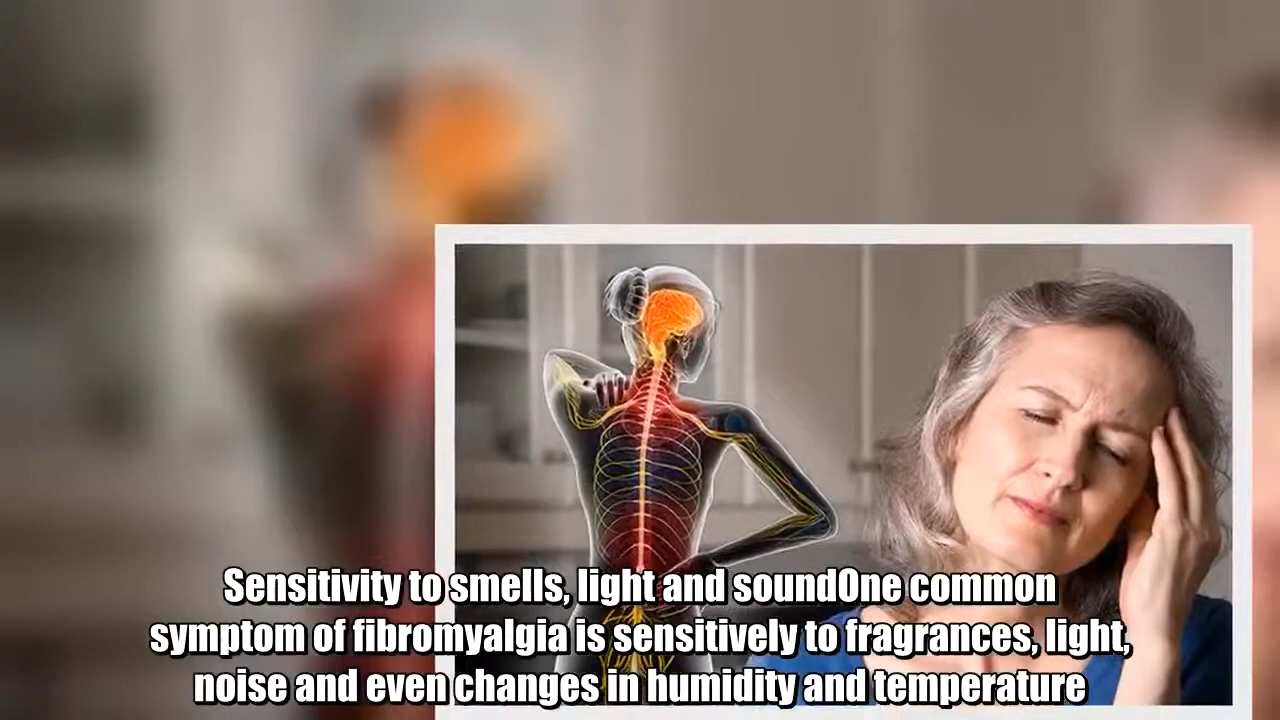 Sensitivity to smells, light and soundOne common
symptom of fibromyalgia is sensitively to fragrances, light,
noise and even changes in humidity and temperature